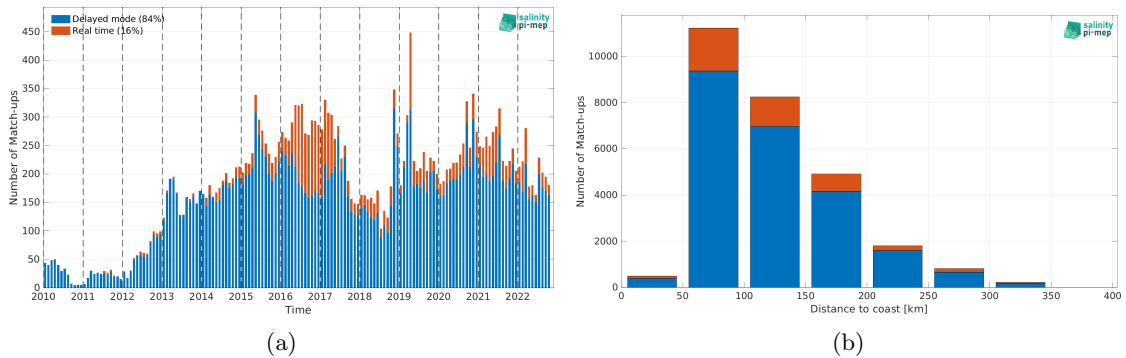 Delayed mode (84%)
Real time (16%)
salinity
pi-mep
Number of Match-ups
450
400
350
300
250
200
150
100
50
0
2010 2011 2012 2013 2014 2015 2016 2017 2018 2019 2020 2021 2022
Time
(a)
salinity
pi-mep
Number of Match-ups
10000
8000
6000
4000
2000
0
0 50 100 150 200 250 300 350 400
Distance to coast [km]
(b)